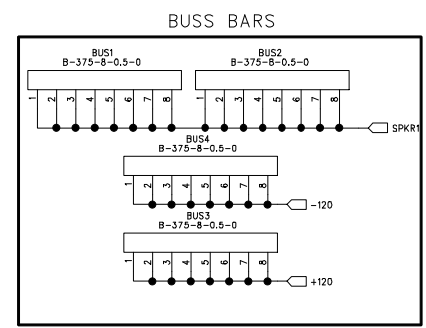 BUSS BARS
BUS1 BUS2
B-375-8-0.5-0 B-375-8-0.5-0
1 2 3 4 5 6 7 8 1 2 3 4 5 6 7 8
SPKR1
BUS4
B-375-8-0.5-0
1 2 3 4 5 6 7 8
-120
BUS3
B-375-8-0.5-0
1 2 3 4 5 6 7 8
+120